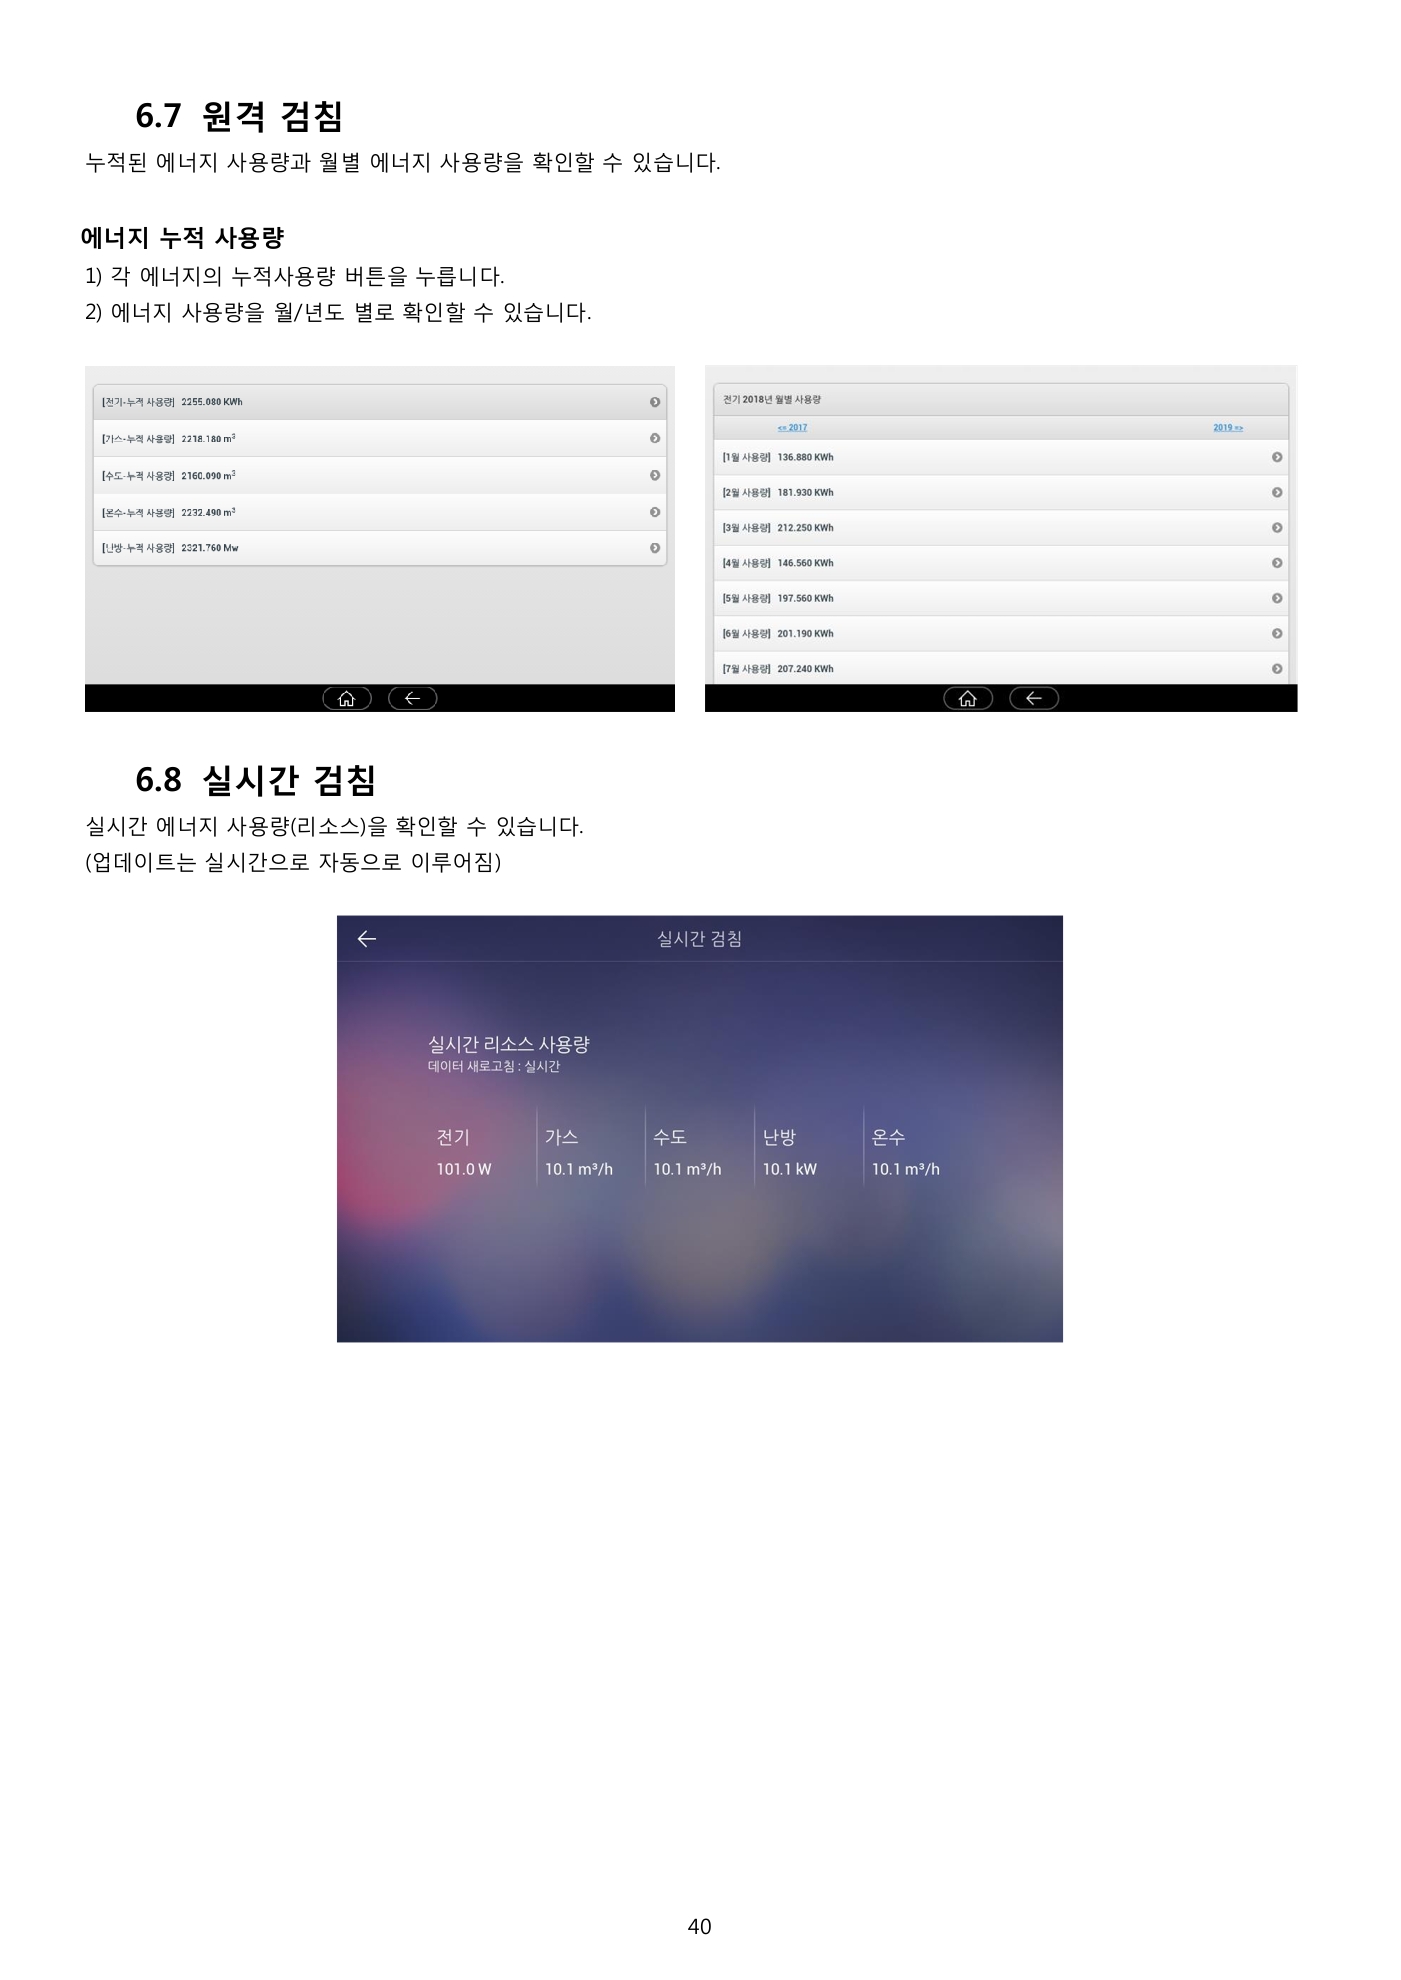 6.7 원격 검침
누적된 에너지 사용량과 월별 에너지 사용량을 확인할 수 있습니다.
에너지 누적 사용량
1) 각 에너지의 누적사용량 버튼을 누릅니다.
2) 에너지 사용량을 월/년도 별로 확인할 수 있습니다.
[전기-누적 사용량] 2255.080 KWh
[가스-누적 사용량] 2218.180 m³
[수도-누적 사용량] 2160.090 m³
[온수-누적 사용량] 2232.490 m³
[난방-누적 사용량] 2321.760 Mw
전기 2018년 월별 사용량
<= 2017 2019 =>
[1월 사용량] 136.880 KWh
[2월 사용량] 181.930 KWh
[3월 사용량] 212.250 KWh
[4월 사용량] 146.560 KWh
[5월 사용량] 197.560 KWh
[6월 사용량] 201.190 KWh
[7월 사용량] 207.240 KWh
6.8 실시간 검침
실시간 에너지 사용량(리소스)을 확인할 수 있습니다.
(업데이트는 실시간으로 자동으로 이루어짐)
실시간 검침
실시간 리소스 사용량
데이터 새로고침 : 실시간
전기 가스 수도 난방 온수
101.0 W 10.1 m³/h 10.1 m³/h 10.1 kW 10.1 m³/h
40